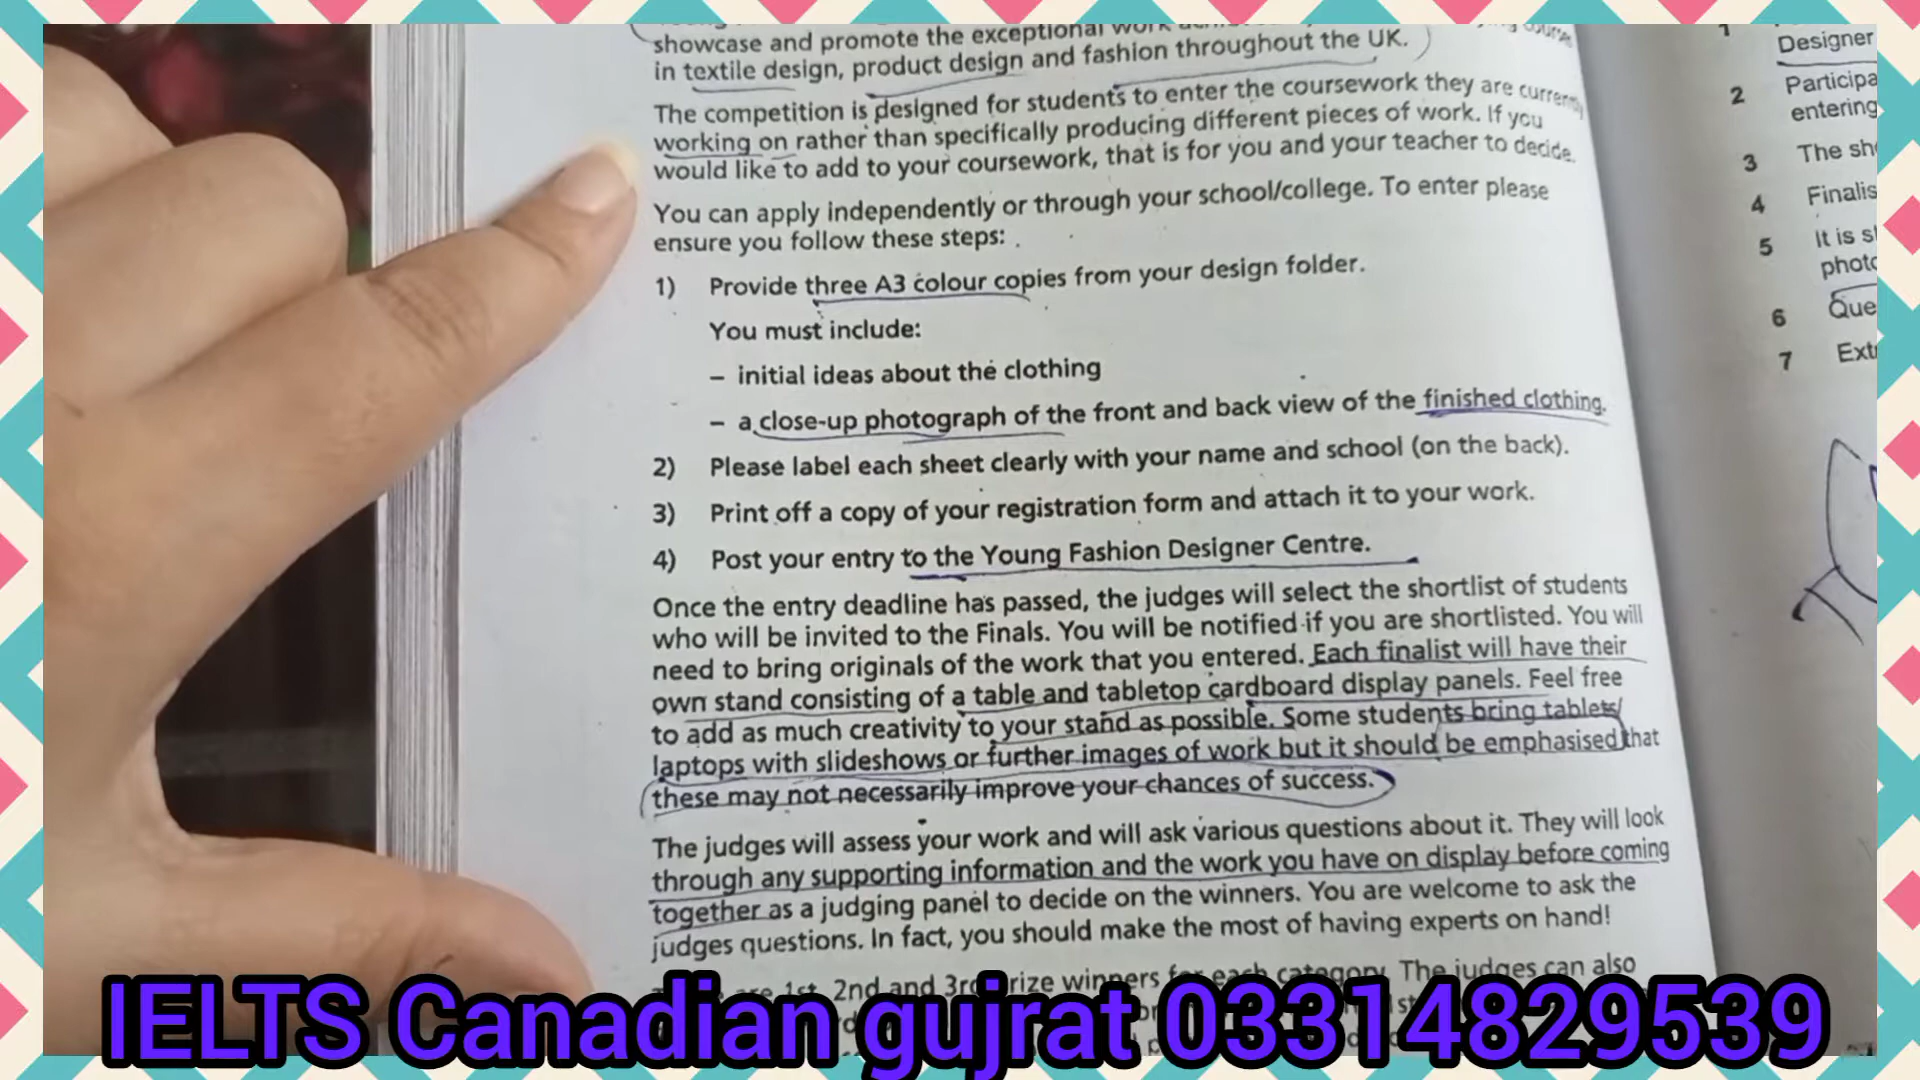 showcase and promote the exceptional work
in textile design, product design and fashion throughout the UK.
The competition is designed for students to enter the coursework they are currently
working on rather than specifically producing different pieces of work. If you
would like to add to your coursework, that is for you and your teacher to decide.
You can apply independently or through your school/college. To enter please
ensure you follow these steps:
1) Provide three A3 colour copies from your design folder.
You must include:
– initial ideas about the clothing
– a close-up photograph of the front and back view of the finished clothing.
2) Please label each sheet clearly with your name and school (on the back).
3) Print off a copy of your registration form and attach it to your work.
4) Post your entry to the Young Fashion Designer Centre.
Once the entry deadline has passed, the judges will select the shortlist of students
who will be invited to the Finals. You will be notified if you are shortlisted. You will
need to bring originals of the work that you entered. Each finalist will have their
own stand consisting of a table and tabletop cardboard display panels. Feel free
to add as much creativity to your stand as possible. Some students bring tablets/
laptops with slideshows or further images of work but it should be emphasised that
these may not necessarily improve your chances of success.
The judges will assess your work and will ask various questions about it. They will look
through any supporting information and the work you have on display before coming
together as a judging panel to decide on the winners. You are welcome to ask the
judges questions. In fact, you should make the most of having experts on hand!
1st, 2nd and 3rd prize winners for each category. The judges can also
1
Designer
2 Participa
entering
3 The sh
4 Finalis
5 It is s
photo
6 Que
7 Ext
IELTS Canadian gujrat 03314829539